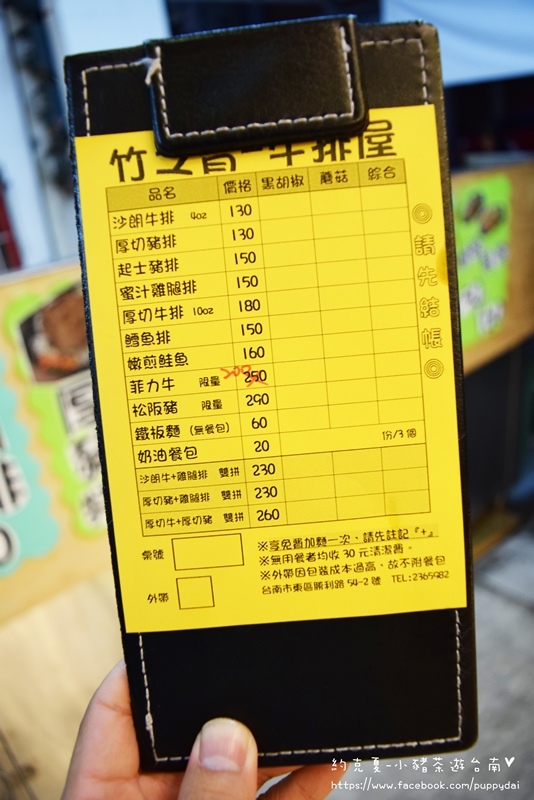 品名 價格 黑胡椒 蘑菇 綜合
沙朗牛排 4oz 130
厚切豬排 130
起士豬排 150
蜜汁雞腿排 150
厚切牛排 10oz 180
鱈魚排 150
嫩煎鮭魚 160
菲力牛 限量 250
松阪豬 限量 290
鐵板麵 (無餐包) 60
奶油餐包 20 1份/3個
沙朗牛+雞腿排 雙拼 230
厚切豬+雞腿排 雙拼 230
厚切牛+厚切豬 雙拼 260
◎請先結帳◎
桌號
外帶
※享免費加麵一次、請先註記『+』
※無用餐者均收30元清潔費。
※外帶因包裝成本過高、故不附餐包
台南市東區勝利路54-2號 TEL:2365982
約克夏-小豬茶遊台南♥
https://www.facebook.com/puppydai